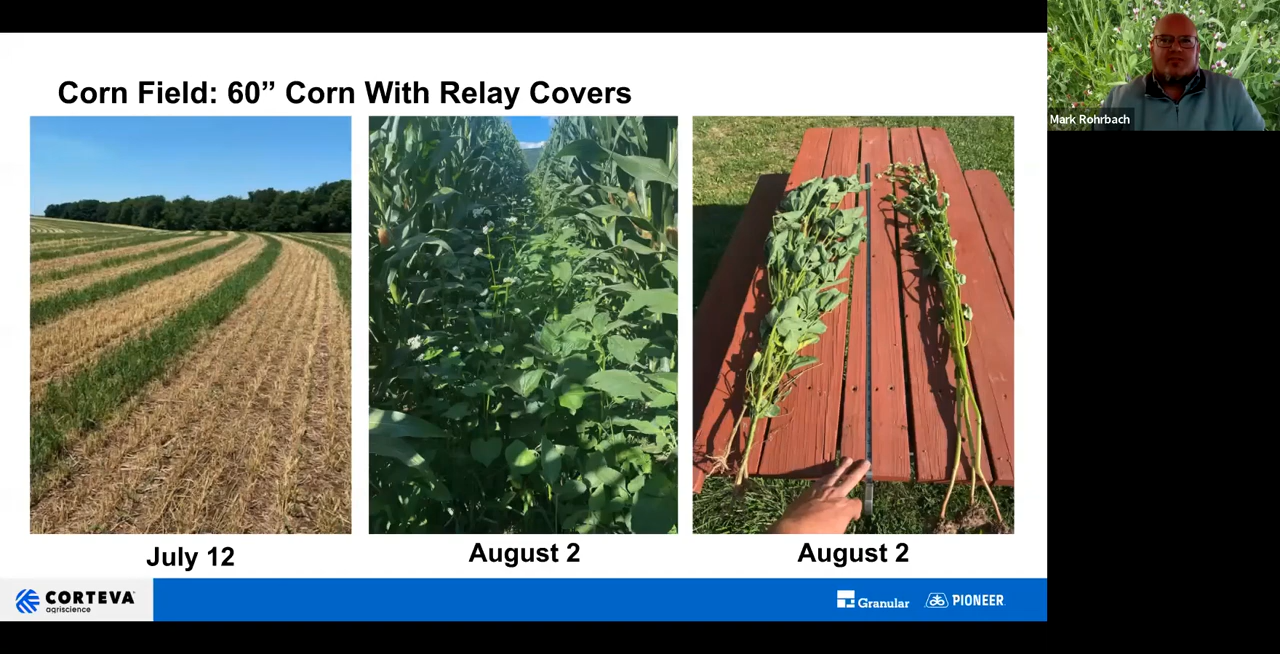 Corn Field: 60” Corn With Relay Covers
Mark Rohrbach
July 12
August 2
August 2
CORTEVA
agriscience
Granular
PIONEER